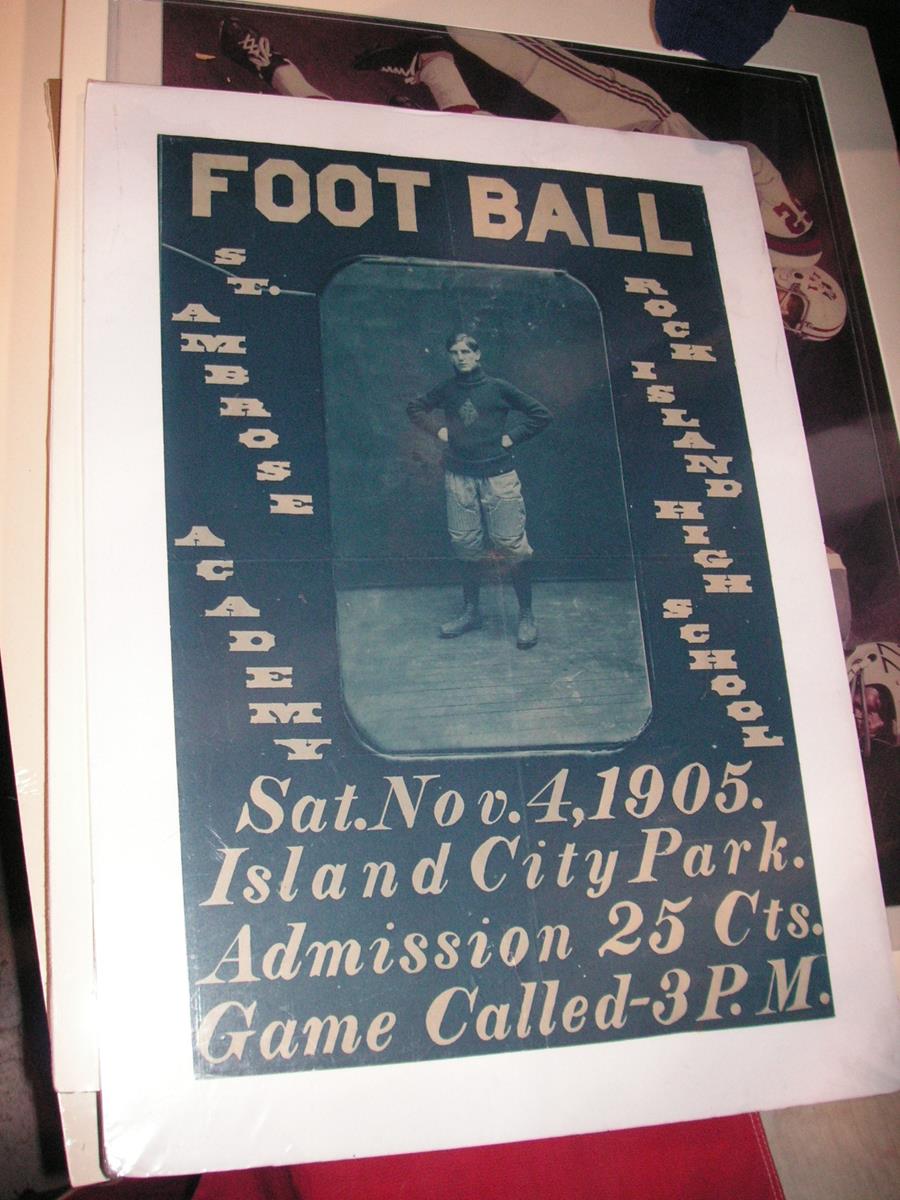 FOOT BALL
ST. AMBROSE ACADEMY
ROCK ISLAND HIGH SCHOOL
Sat. Nov. 4, 1905.
Island City Park.
Admission 25 Cts.
Game Called-3 P. M.